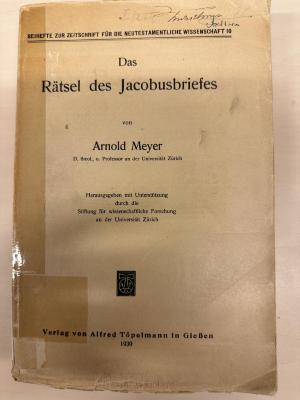 BEIHEFTE ZUR ZEITSCHRIFT FÜR DIE NEUTESTAMENTLICHE WISSENSCHAFT 10
Das
Rätsel des Jacobusbriefes
von
Arnold Meyer
D. theol., o. Professor an der Universität Zürich
Herausgegeben mit Unterstützung
durch die
Stiftung für wissenschaftliche Forschung
an der Universität Zürich
Verlag von Alfred Töpelmann in Gießen
1930